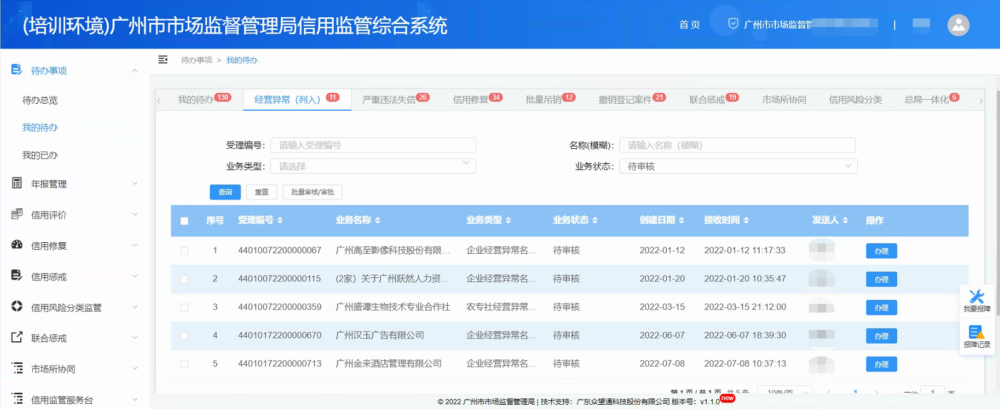 (培训环境)广州市市场监督管理局信用监管综合系统
首页
广州市市场监督管
|
待办事项
待办总览
我的待办
我的已办
年报管理
信用评价
信用修复
信用惩戒
信用风险分类监管
联合惩戒
市场所协同
信用监管服务台
待办事项 > 我的待办
我的待办 130 经营异常（列入） 11 严重违法失信 26 信用修复 34 批量吊销 12 撤销登记案件 21 联合惩戒 19 市场所协同 信用风险分类 总局一体化 6
受理编号： 请输入受理编号 名称(模糊)： 请输入名称（模糊）
业务类型： 请选择 业务状态： 待审核
查询 重置 批量审核/审批
序号 受理编号 业务名称 业务类型 业务状态 创建日期 接收时间 发送人 操作
1 44010072200000067 广州高至影像科技股份有限... 企业经营异常名... 待审核 2022-01-12 2022-01-12 11:17:33 办理
2 44010072200000115 (2家）关于广州跃然人力资... 企业经营异常名... 待审核 2022-01-20 2022-01-20 10:35:47 办理
3 44010072200000359 广州盛谭生物技术专业合作社 农专社经营异常... 待审核 2022-03-15 2022-03-15 21:12:00 办理
4 44010172200000670 广州汉玉广告有限公司 企业经营异常名... 待审核 2022-06-07 2022-06-07 18:39:30 办理
5 44010172200000713 广州金来酒店管理有限公司 企业经营异常名... 待审核 2022-07-08 2022-07-08 10:37:13 办理
第 1 页 / 共 1 页 共 5 条 10条/页 1 前往 1 页
© 2022 广州市市场监督管理局 | 技术支持：广东众望通科技股份有限公司 版本号：v1.1.0 new
我要报障
报障记录